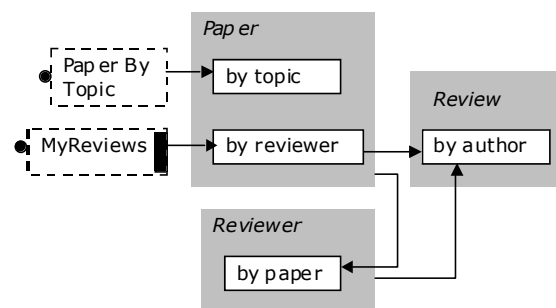 Paper
Paper By
Topic
by topic
Review
MyReviews
by reviewer
by author
Reviewer
by paper